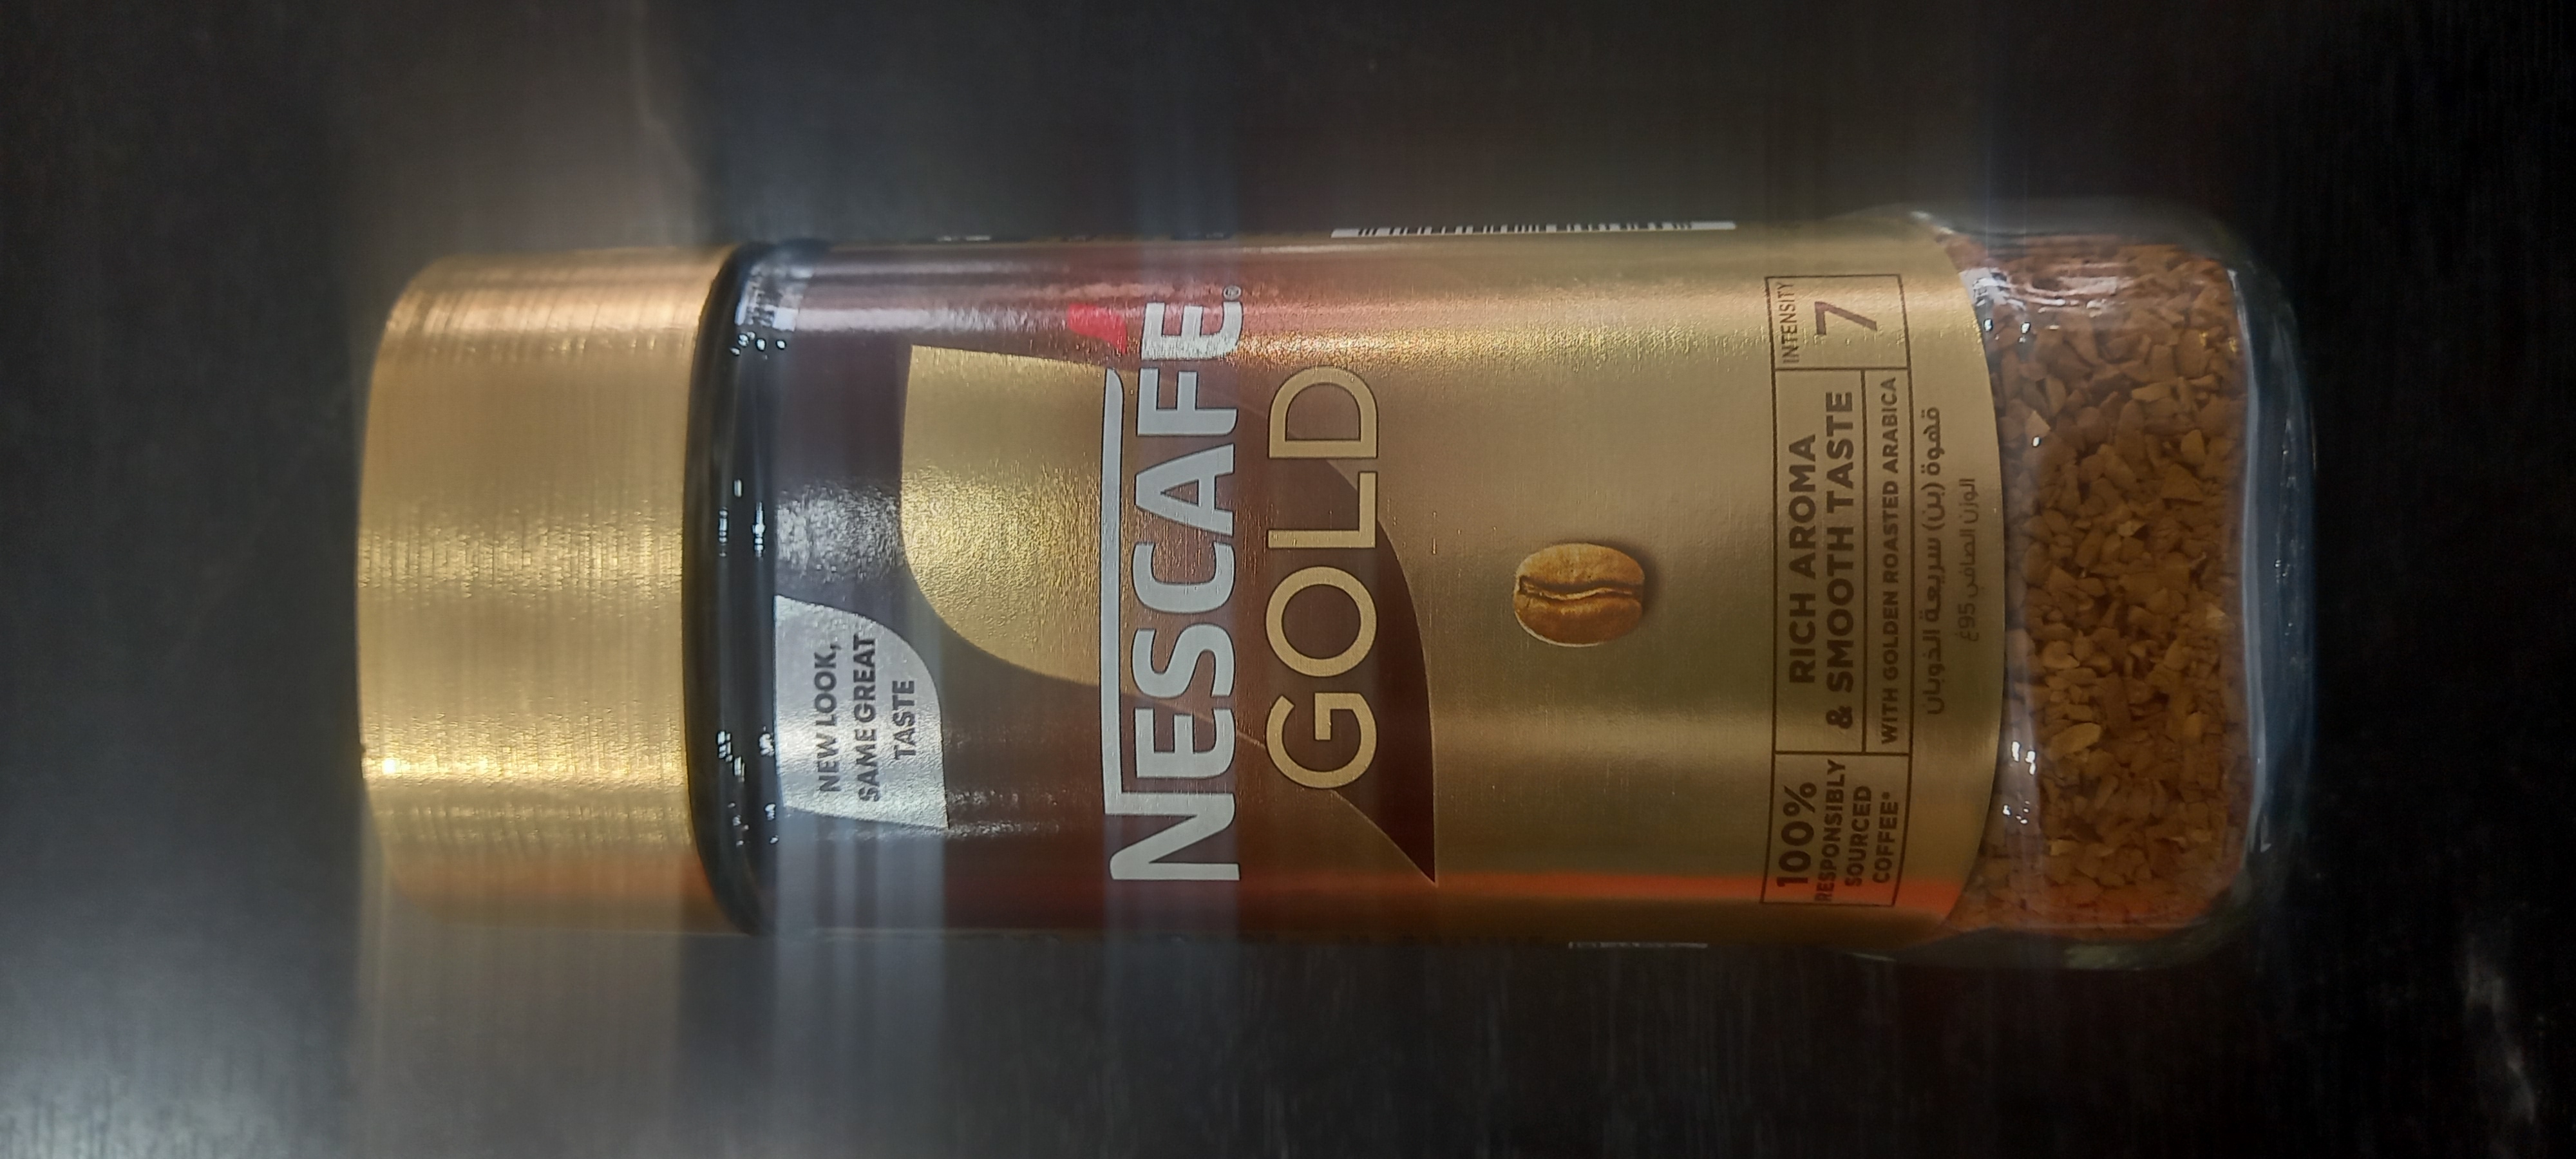 NEW LOOK,
SAME GREAT
TASTE
NESCAFÉ®
GOLD
100%
RESPONSIBLY
SOURCED
COFFEE*
RICH AROMA
& SMOOTH TASTE
WITH GOLDEN ROASTED ARABICA
INTENSITY
7
قهوة (بن) سريعة الذوبان
الوزن الصافي 95غ